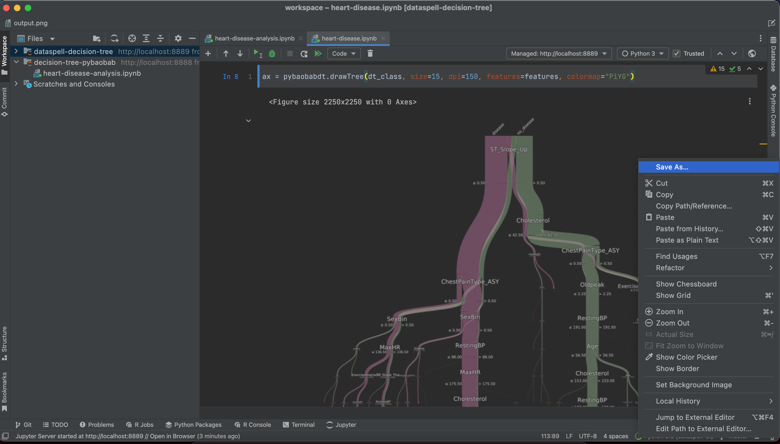 workspace – heart-disease.ipynb [dataspell-decision-tree]
output.png
Files
heart-disease-analysis.ipynb
heart-disease.ipynb
Workspace
Commit
Structure
Bookmarks
dataspell-decision-tree http://localhost:8889 from
decision-tree-pybaobab http://localhost:8889 fro
heart-disease-analysis.ipynb
Scratches and Consoles
Code
Managed: http://localhost:8889
Python 3
Trusted
Database
Python Console
In 8
1
ax = pybaobabdt.drawTree(dt_class, size=15, dpi=150, features=features, colormap="PiYG")
15
5
<Figure size 2250x2250 with 0 Axes>
ST_Slope_Up
Cholesterol
ChestPainType_ASY
ChestPainType_ASY
Oldpeak
Exercise
SexBin
SexBin
RestingBP
MaxHR
RestingBP
Age
MaxHR
Cholesterol
RestingBP
Save As...
Cut ⌘X
Copy ⌘C
Copy Path/Reference...
Paste ⌘V
Paste from History... ⇧⌘V
Paste as Plain Text ⌥⇧⌘V
Find Usages ⌥F7
Refactor
Show Chessboard
Show Grid ⌘'
Zoom In ⌘+
Zoom Out ⌘-
Actual Size ⌘=/
Fit Zoom to Window
Show Color Picker
Show Border
Set Background Image
Local History
Jump to External Editor ⌥⌘F4
Edit Path to External Editor...
Git
TODO
Problems
R Jobs
Python Packages
R Console
Terminal
Jupyter
Jupyter Server started at http://localhost:8889 // Open in Browser (3 minutes ago)
113:89
LF
UTF-8
4 spaces